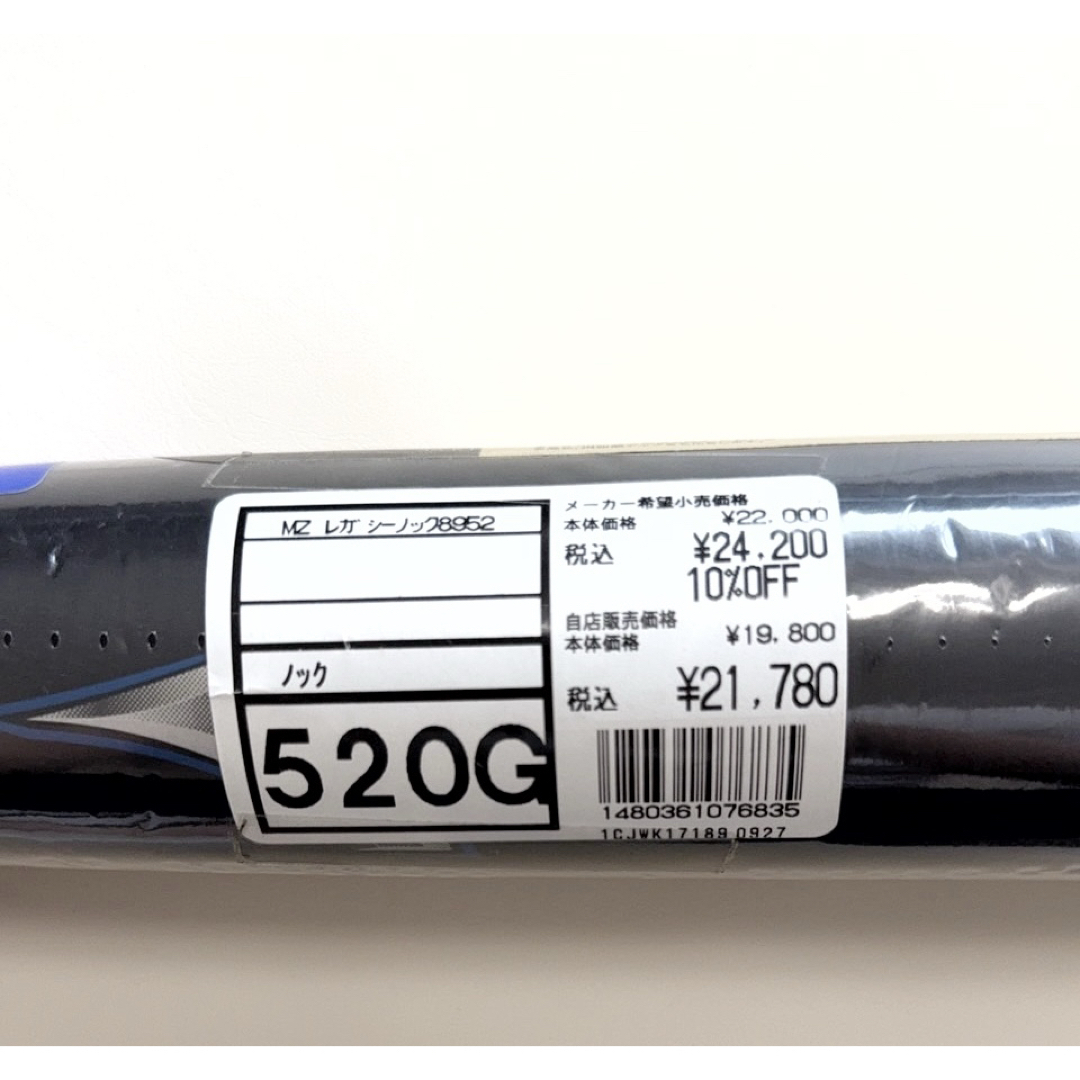 MZ レガシーノック8952
ノック
520G
メーカー希望小売価格
本体価格 ¥22,000
税込 ¥24,200
10%OFF
自店販売価格
本体価格 ¥19,800
税込 ¥21,780
1480361076835
1CJWK17189 0927